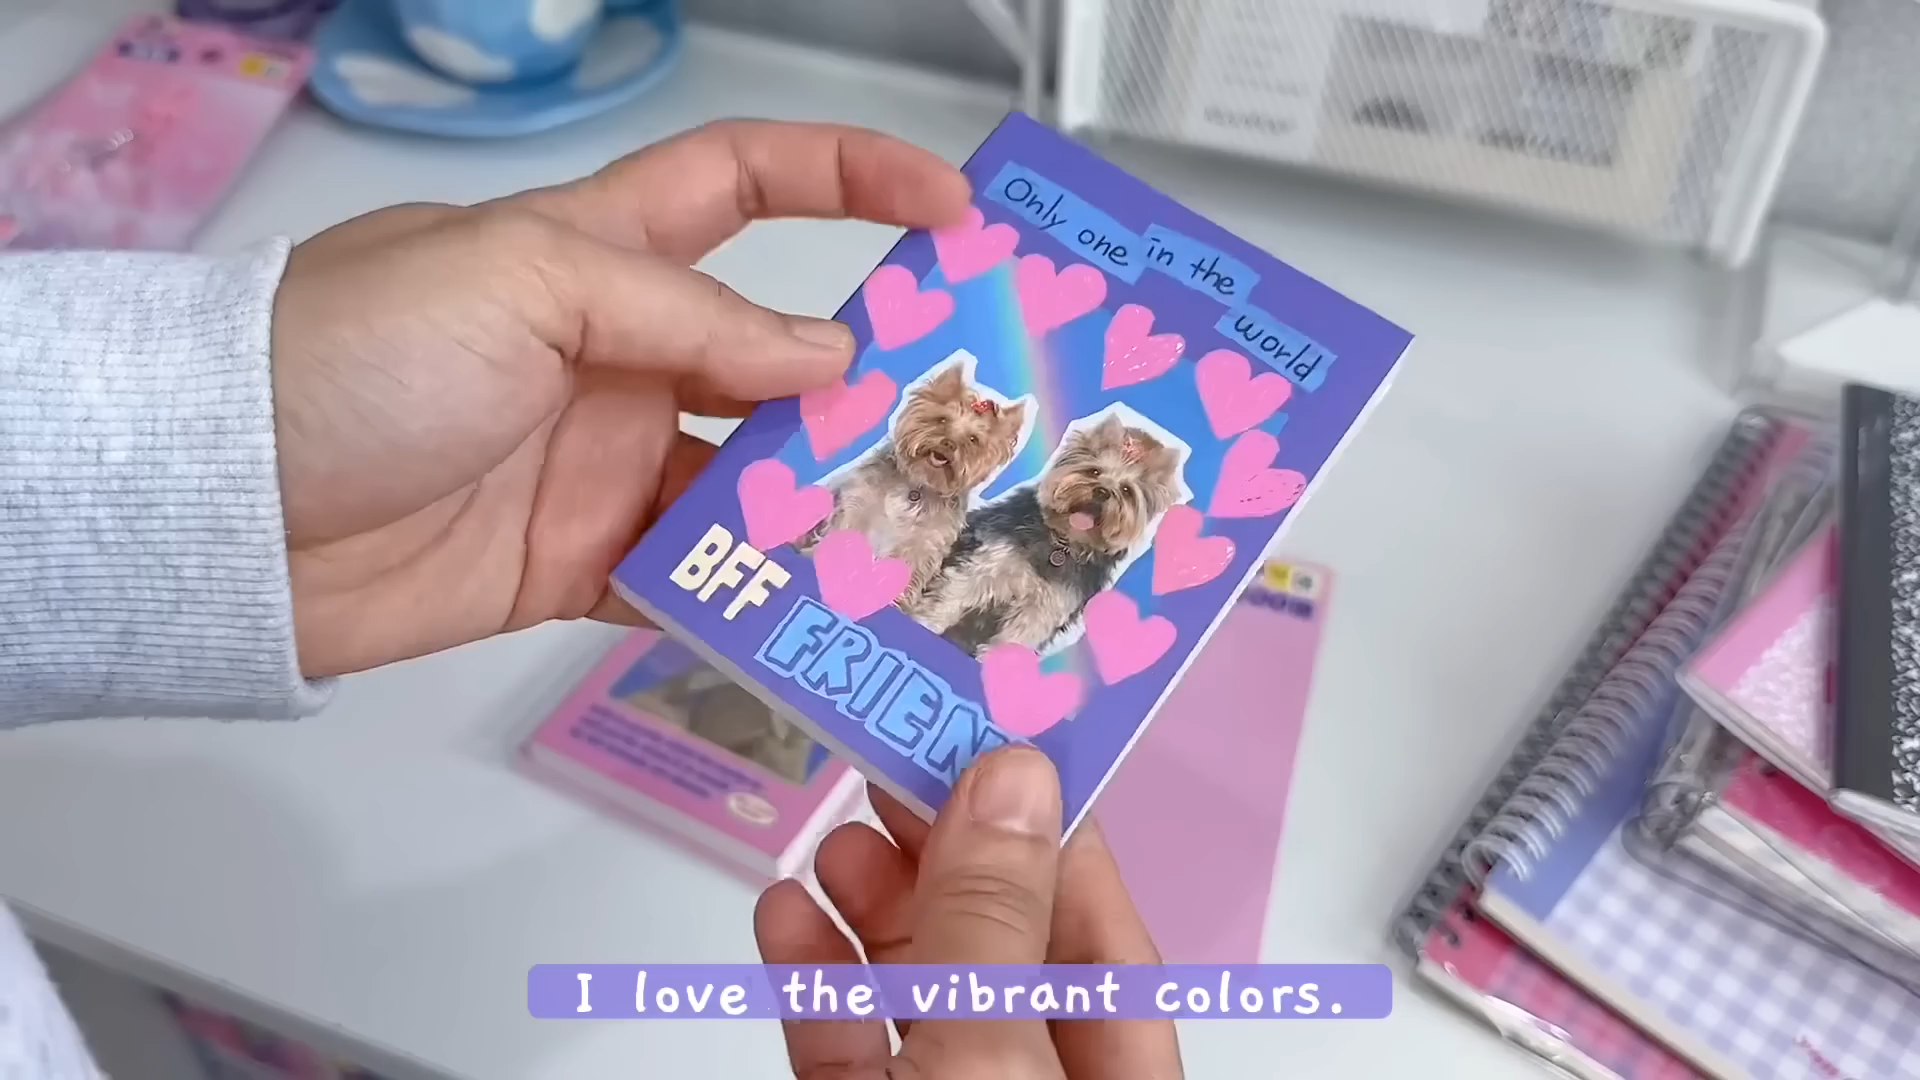 Only one in the
world
BFF
FRIEN
I love the vibrant colors.